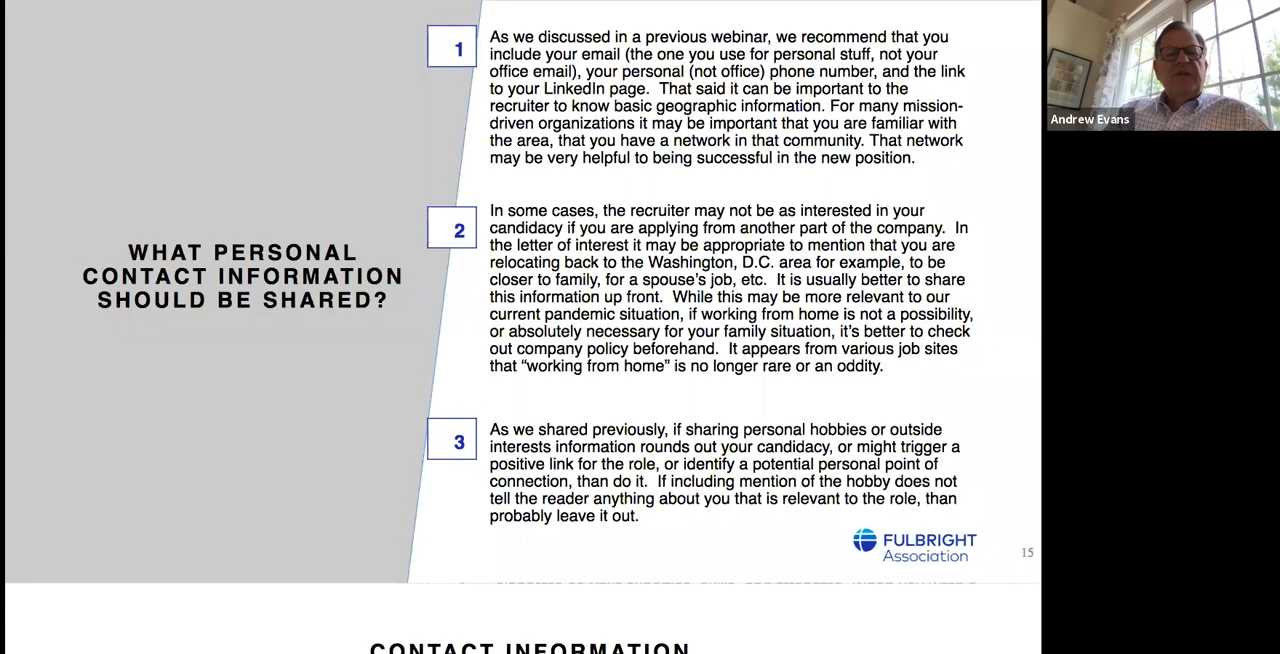 WHAT PERSONAL
CONTACT INFORMATION
SHOULD BE SHARED?
1
As we discussed in a previous webinar, we recommend that you
include your email (the one you use for personal stuff, not your
office email), your personal (not office) phone number, and the link
to your LinkedIn page.  That said it can be important to the
recruiter to know basic geographic information. For many mission-
driven organizations it may be important that you are familiar with
the area, that you have a network in that community. That network
may be very helpful to being successful in the new position.
2
In some cases, the recruiter may not be as interested in your
candidacy if you are applying from another part of the company.  In
the letter of interest it may be appropriate to mention that you are
relocating back to the Washington, D.C. area for example, to be
closer to family, for a spouse’s job, etc.  It is usually better to share
this information up front.  While this may be more relevant to our
current pandemic situation, if working from home is not a possibility,
or absolutely necessary for your family situation, it’s better to check
out company policy beforehand.  It appears from various job sites
that “working from home” is no longer rare or an oddity.
3
As we shared previously, if sharing personal hobbies or outside
interests information rounds out your candidacy, or might trigger a
positive link for the role, or identify a potential personal point of
connection, than do it.  If including mention of the hobby does not
tell the reader anything about you that is relevant to the role, than
probably leave it out.
FULBRIGHT
Association
15
CONTACT INFORMATION
Andrew Evans